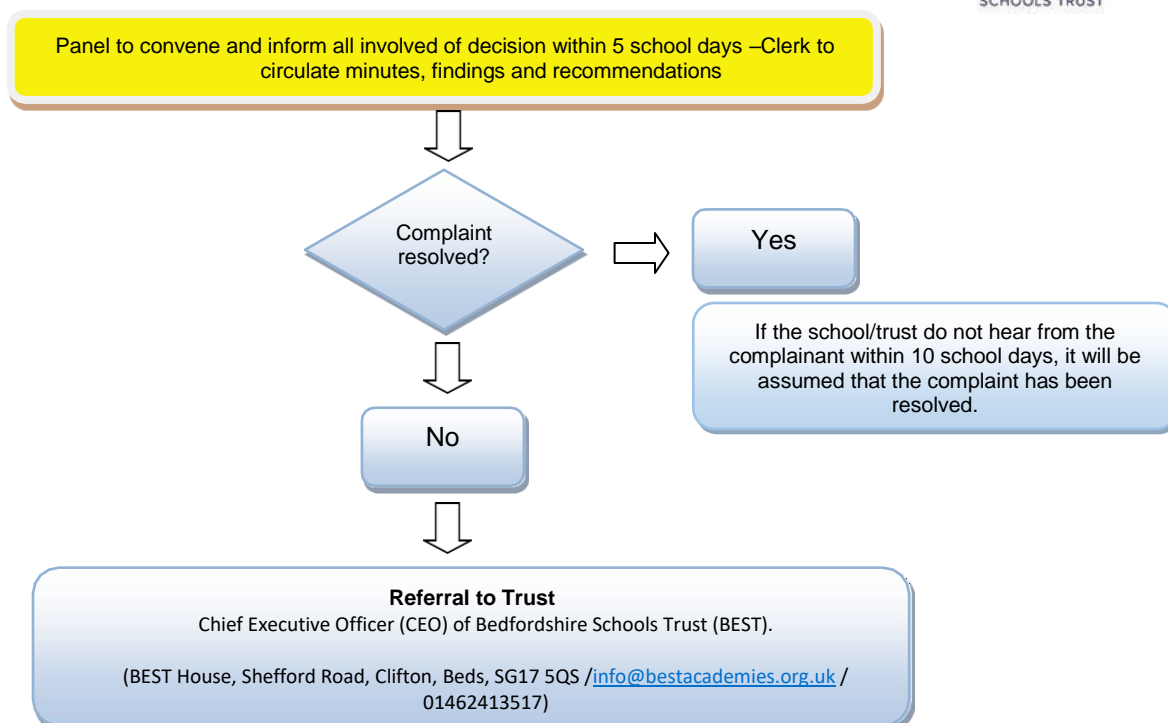 SCHOOLS TRUST
Panel to convene and inform all involved of decision within 5 school days –Clerk to
circulate minutes, findings and recommendations
Complaint
resolved?
Yes
If the school/trust do not hear from the
complainant within 10 school days, it will be
assumed that the complaint has been
resolved.
No
Referral to Trust
Chief Executive Officer (CEO) of Bedfordshire Schools Trust (BEST).
(BEST House, Shefford Road, Clifton, Beds, SG17 5QS /info@bestacademies.org.uk /
01462413517)